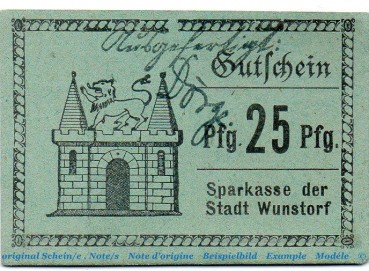 Ausgefertigt:
Gutschein
Pfg. 25 Pfg.
Sparkasse der
Stadt Wunstorf
original Schein/e . Note/s Note d'origine Beispielbild Example Modèle ©